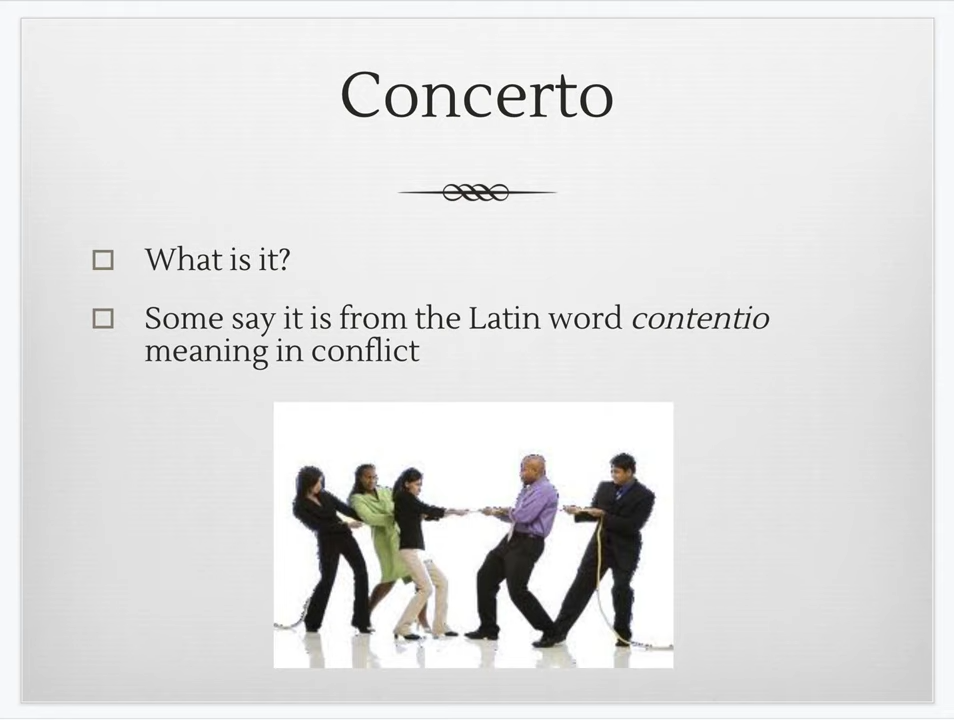 Concerto
What is it?
Some say it is from the Latin word contentio
meaning in conflict